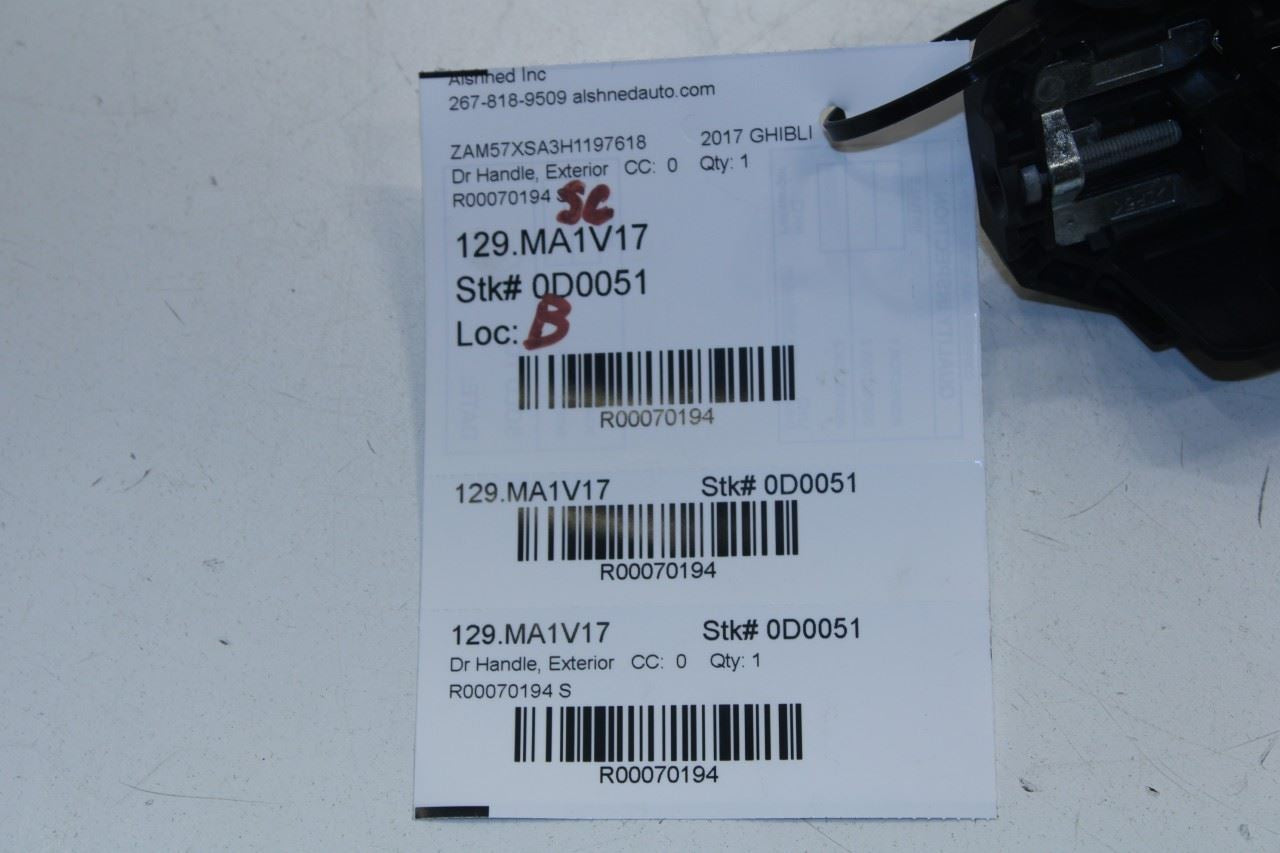 Alshned Inc
267-818-9509 alshnedauto.com
ZAM57XSA3H1197618 2017 GHIBLI
Dr Handle, Exterior CC: 0 Qty: 1
R00070194 S
SC
129.MA1V17
Stk# 0D0051
Loc: B
R00070194
129.MA1V17 Stk# 0D0051
R00070194
129.MA1V17 Stk# 0D0051
Dr Handle, Exterior CC: 0 Qty: 1
R00070194 S
R00070194